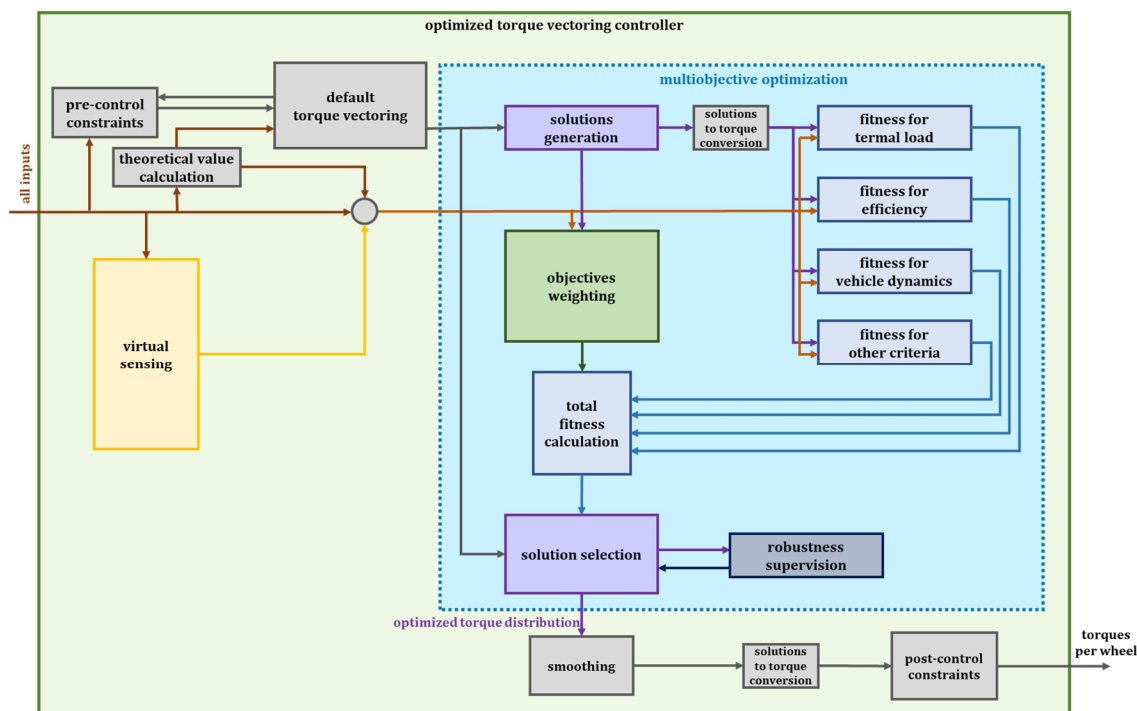 optimized torque vectoring controller
multiobjective optimization
pre-control
constraints
default
torque vectoring
theoretical value
calculation
all inputs
solutions
generation
solutions
to torque
conversion
fitness for
termal load
fitness for
efficiency
fitness for
vehicle dynamics
fitness for
other criteria
objectives
weighting
virtual
sensing
total
fitness
calculation
solution selection
robustness
supervision
optimized torque distribution
smoothing
solutions
to torque
conversion
post-control
constraints
torques
per wheel